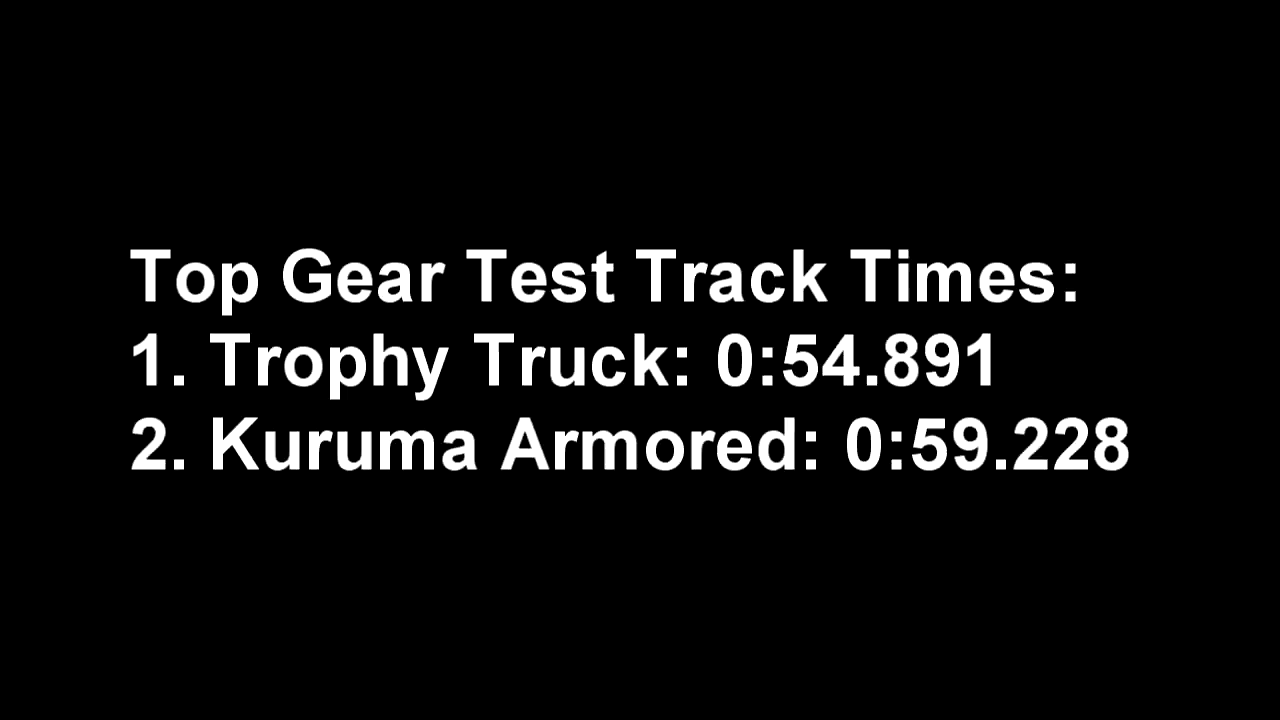 Top Gear Test Track Times:
1. Trophy Truck: 0:54.891
2. Kuruma Armored: 0:59.228